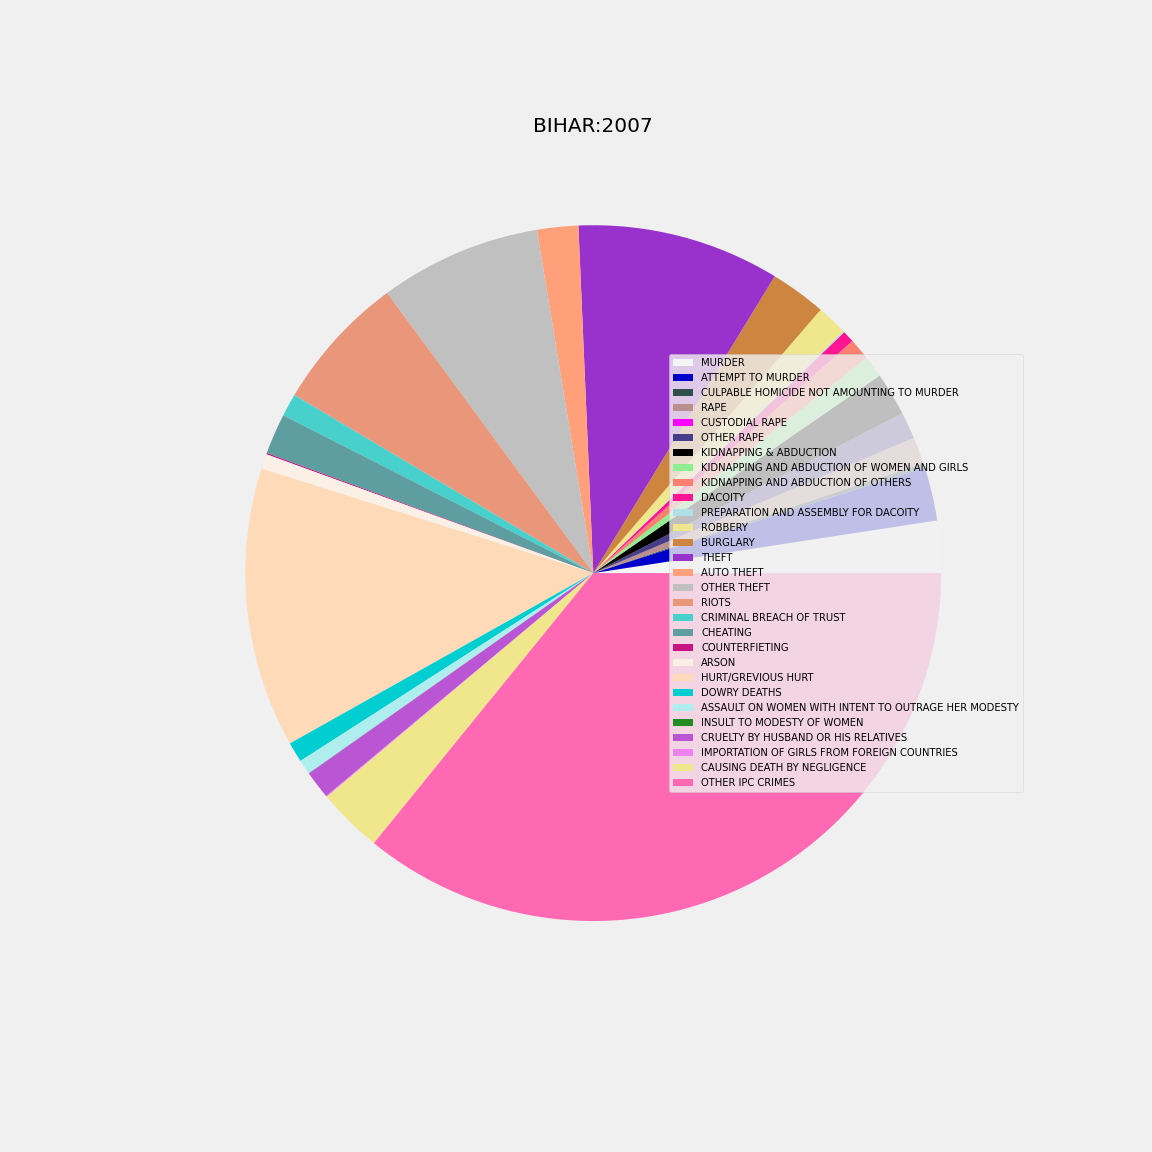 BIHAR:2007
MURDER
ATTEMPT TO MURDER
CULPABLE HOMICIDE NOT AMOUNTING TO MURDER
RAPE
CUSTODIAL RAPE
OTHER RAPE
KIDNAPPING & ABDUCTION
KIDNAPPING AND ABDUCTION OF WOMEN AND GIRLS
KIDNAPPING AND ABDUCTION OF OTHERS
DACOITY
PREPARATION AND ASSEMBLY FOR DACOITY
ROBBERY
BURGLARY
THEFT
AUTO THEFT
OTHER THEFT
RIOTS
CRIMINAL BREACH OF TRUST
CHEATING
COUNTERFIETING
ARSON
HURT/GREVIOUS HURT
DOWRY DEATHS
ASSAULT ON WOMEN WITH INTENT TO OUTRAGE HER MODESTY
INSULT TO MODESTY OF WOMEN
CRUELTY BY HUSBAND OR HIS RELATIVES
IMPORTATION OF GIRLS FROM FOREIGN COUNTRIES
CAUSING DEATH BY NEGLIGENCE
OTHER IPC CRIMES